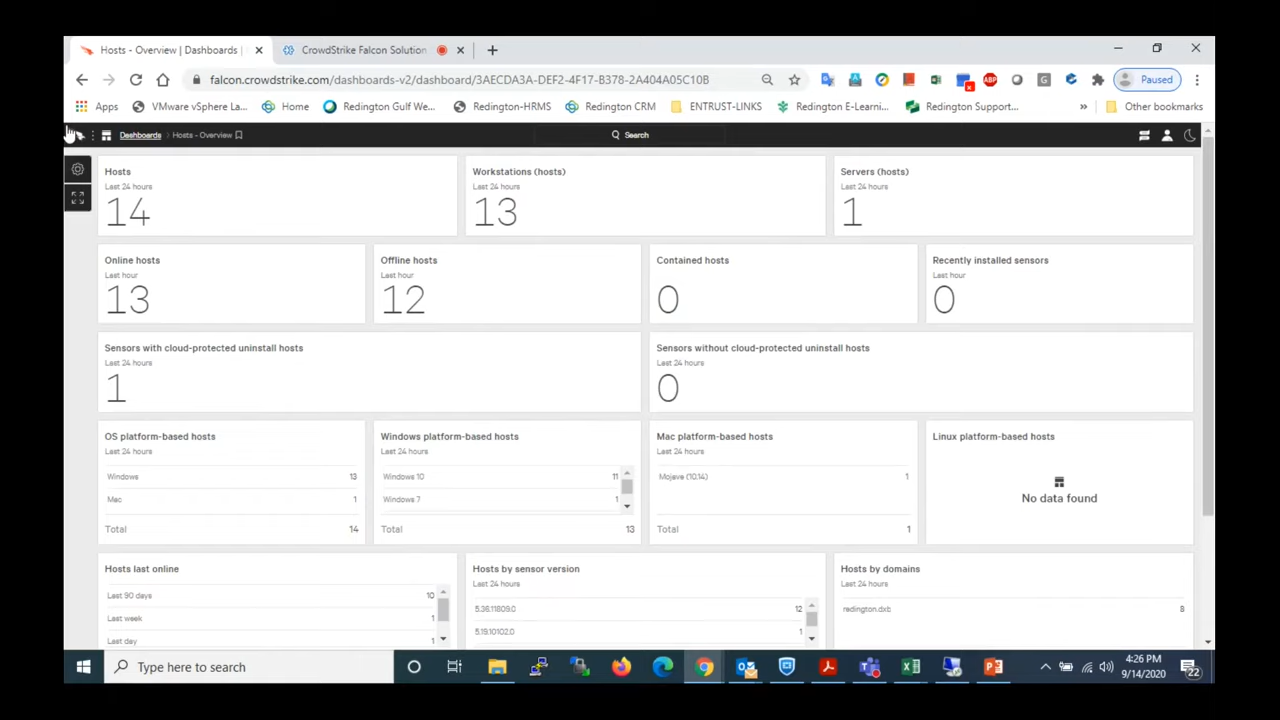 Hosts - Overview | Dashboards |
CrowdStrike Falcon Solution
falcon.crowdstrike.com/dashboards-v2/dashboard/3AECDA3A-DEF2-4F17-B378-2A404A05C10B
Paused
Apps
VMware vSphere La...
Home
Redington Gulf We...
Redington-HRMS
Redington CRM
ENTRUST-LINKS
Redington E-Learni...
Redington Support...
»
Other bookmarks
Dashboards > Hosts - Overview
Search
Hosts
Last 24 hours
14
Workstations (hosts)
Last 24 hours
13
Servers (hosts)
Last 24 hours
1
Online hosts
Last hour
13
Offline hosts
Last hour
12
Contained hosts
0
Recently installed sensors
Last hour
0
Sensors with cloud-protected uninstall hosts
Last 24 hours
1
Sensors without cloud-protected uninstall hosts
Last 24 hours
0
OS platform-based hosts
Last 24 hours
Windows 13
Mac 1
Total 14
Windows platform-based hosts
Last 24 hours
Windows 10 11
Windows 7 1
Total 13
Mac platform-based hosts
Last 24 hours
Mojave (10.14) 1
Total 1
Linux platform-based hosts
No data found
Hosts last online
Last 90 days 10
Last week 1
Last day 1
Hosts by sensor version
Last 24 hours
5.36.11809.0 12
5.19.10102.0 1
Hosts by domains
Last 24 hours
redington.dxb 8
Type here to search
4:26 PM
9/14/2020
22